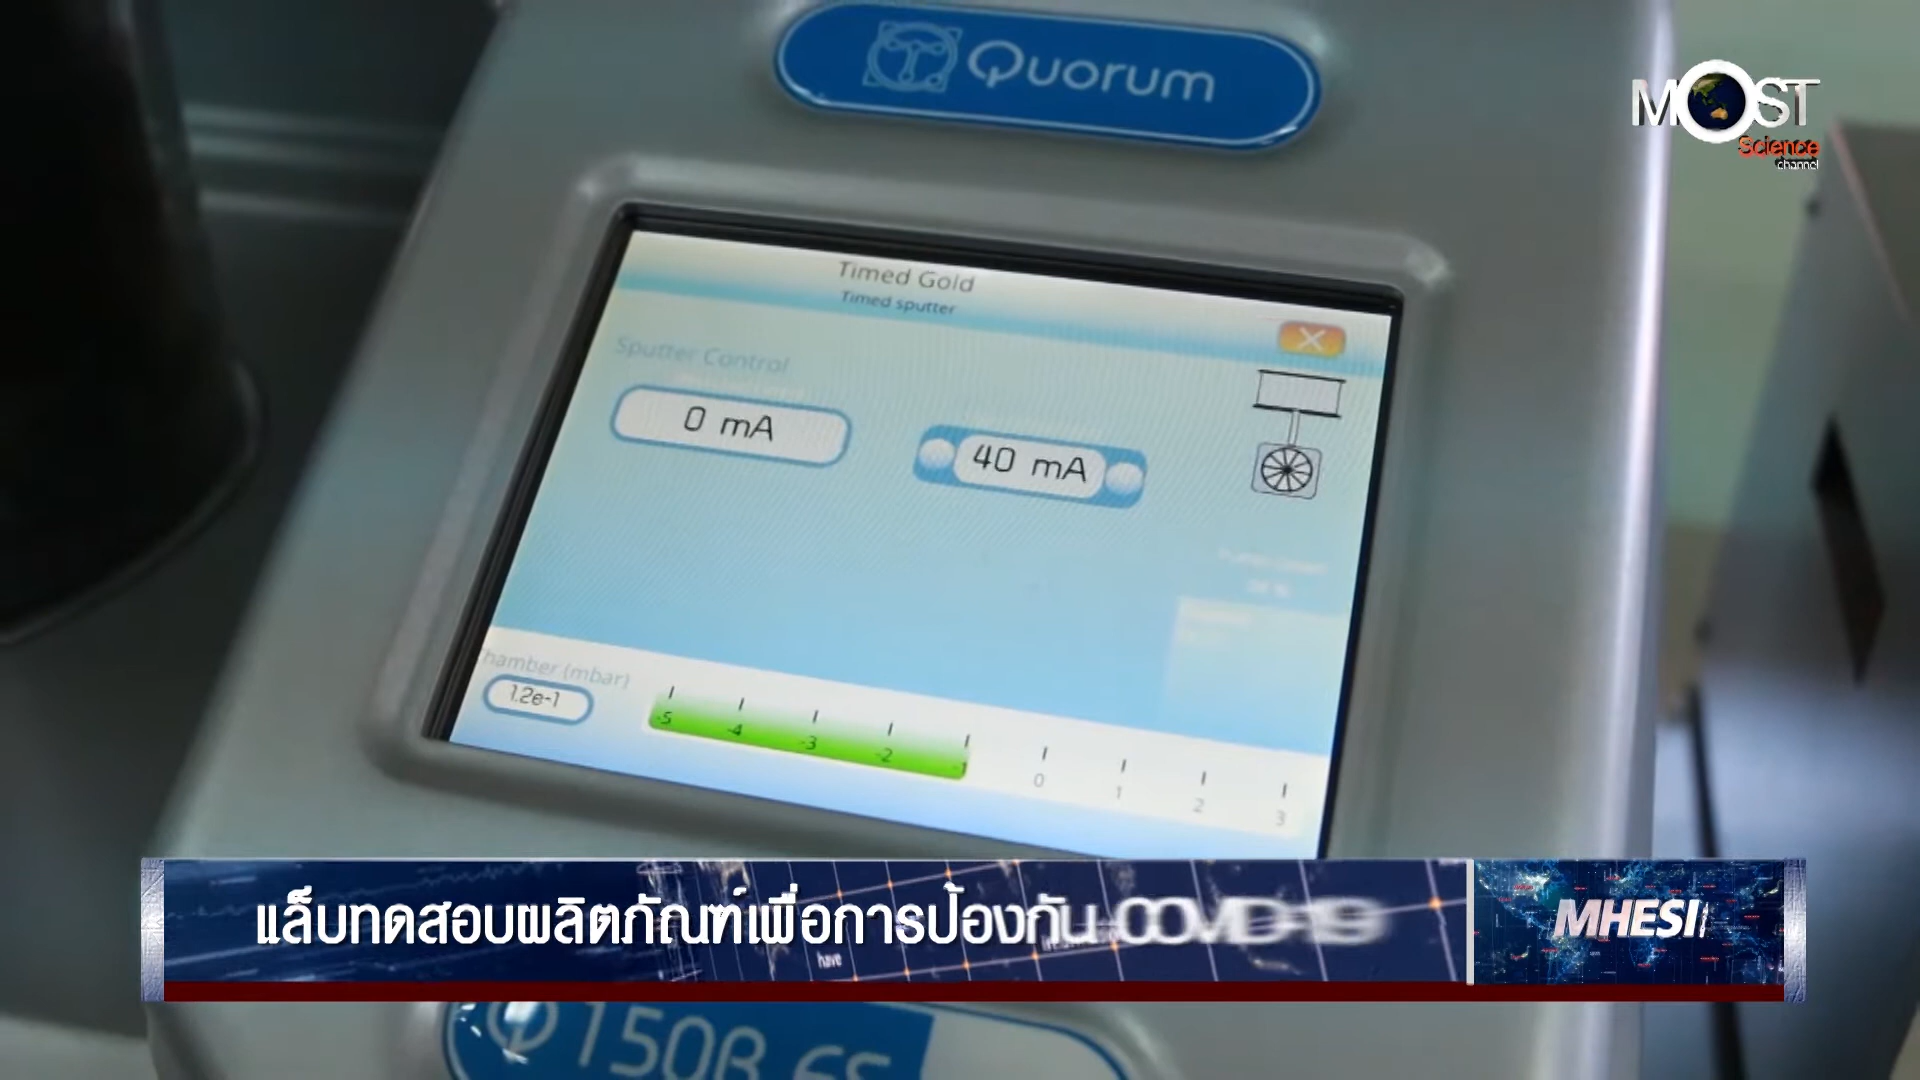 Quorum
MOST
Science
channel
Timed Gold
Timed sputter
Sputter Control
0 mA
40 mA
hamber (mbar)
1.2e-1
-5 -4 -3 -2 -1 0 1 2 3
แล็บทดสอบผลิตภัณฑ์เพื่อการป้องกัน COVID-19
have
MHESI
Q150R ES